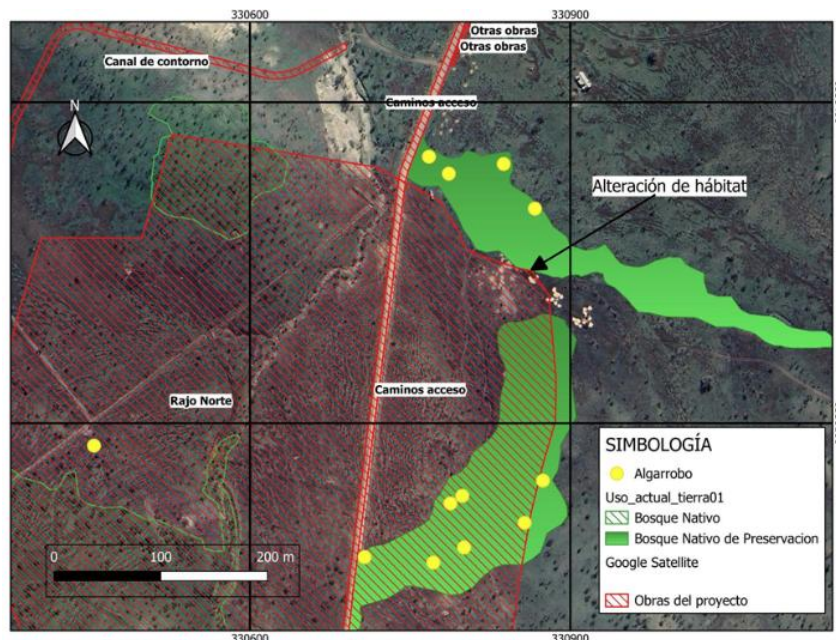 330600
330900
Otras obras
Otras obras
Canal de contorno
Caminos acceso
N
Alteración de hábitat
Caminos acceso
Rajo Norte
SIMBOLOGÍA
Algarrobo
Uso_actual_tierra01
Bosque Nativo
Bosque Nativo de Preservacion
Google Satellite
Obras del proyecto
0
100
200 m
330600
330900